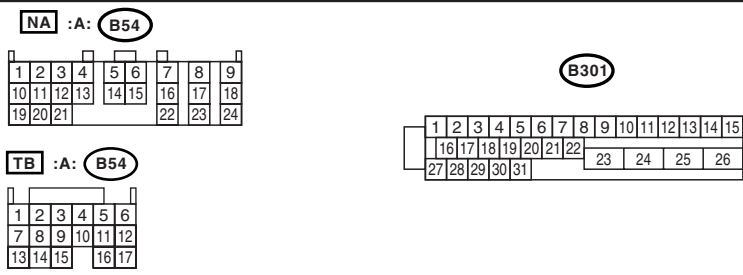 NA :A: B54
1 2 3 4 5 6 7 8 9
10 11 12 13 14 15 16 17 18
19 20 21 22 23 24
TB :A: B54
1 2 3 4 5 6
7 8 9 10 11 12
13 14 15 16 17
B301
1 2 3 4 5 6 7 8 9 10 11 12 13 14 15
16 17 18 19 20 21 22 23 24 25 26
27 28 29 30 31